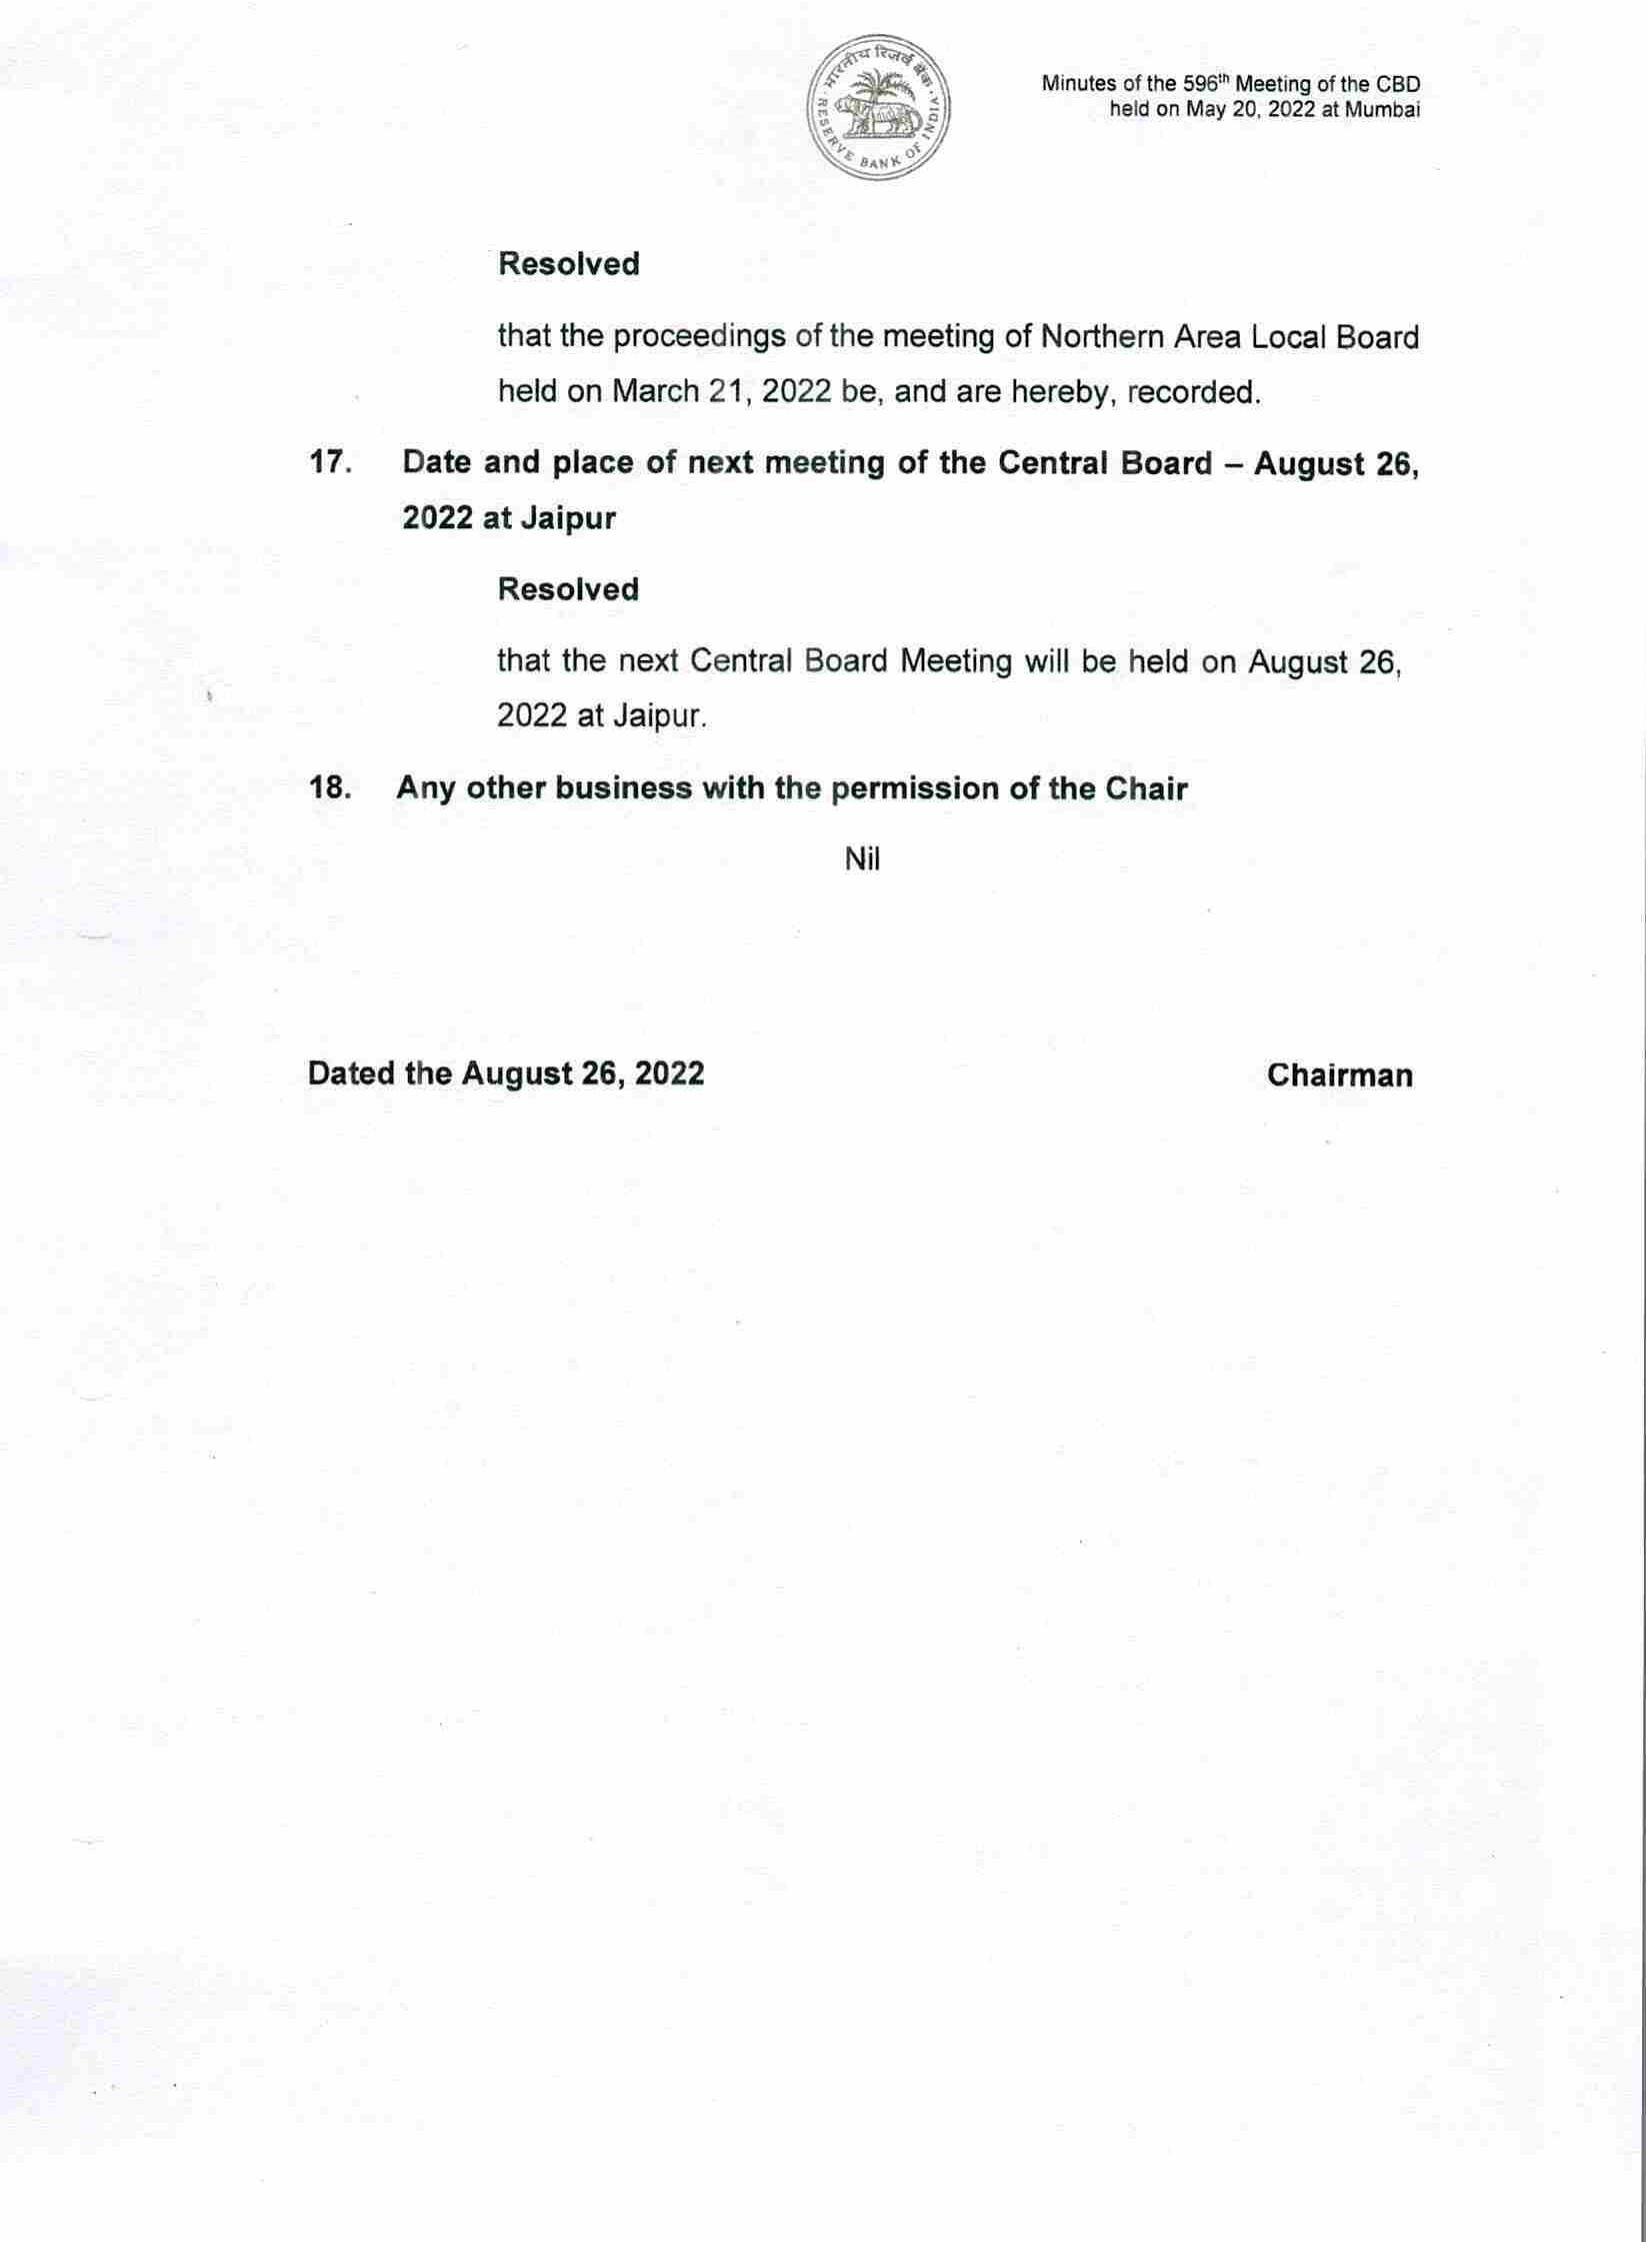 भारतीय रिज़र्व बैंक
RESERVE BANK OF INDIA
Minutes of the 596th Meeting of the CBD
held on May 20, 2022 at Mumbai
Resolved
that the proceedings of the meeting of Northern Area Local Board
held on March 21, 2022 be, and are hereby, recorded.
17. Date and place of next meeting of the Central Board – August 26,
2022 at Jaipur
Resolved
that the next Central Board Meeting will be held on August 26,
2022 at Jaipur.
18. Any other business with the permission of the Chair
Nil
Dated the August 26, 2022 Chairman